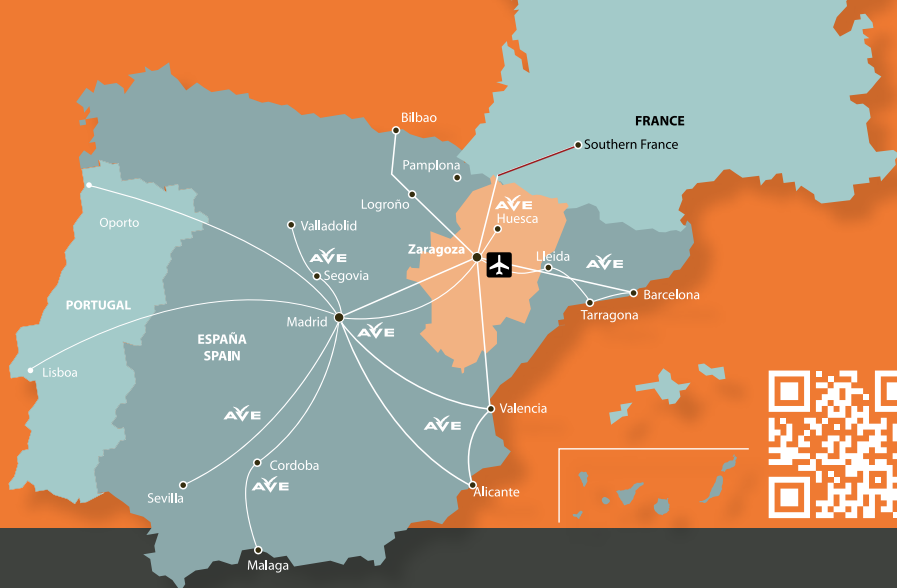 Bilbao
FRANCE
Southern France
Pamplona
Logroño
AVE
Huesca
Oporto
Valladolid
AVE
Segovia
Zaragoza
Lleida
AVE
Barcelona
Tarragona
PORTUGAL
Madrid
AVE
ESPAÑA
SPAIN
Lisboa
AVE
AVE
Valencia
Cordoba
AVE
Sevilla
Alicante
Malaga